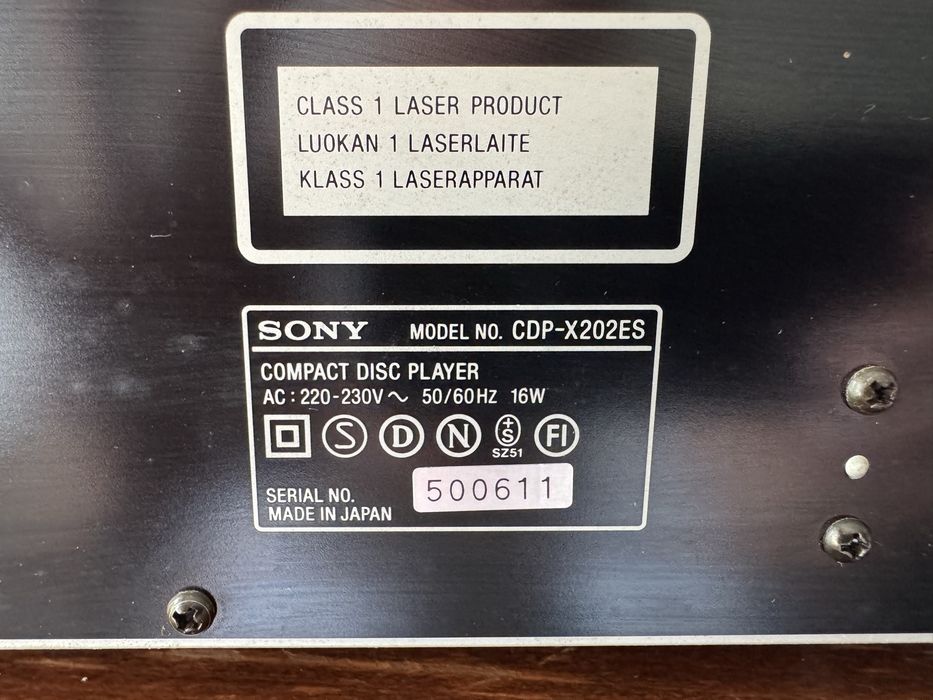 CLASS 1 LASER PRODUCT
LUOKAN 1 LASERLAITE
KLASS 1 LASERAPPARAT
SONY MODEL NO. CDP-X202ES
COMPACT DISC PLAYER
AC : 220-230V ~ 50/60Hz 16W
S D N +S FI
SZ51
SERIAL NO. 500611
MADE IN JAPAN